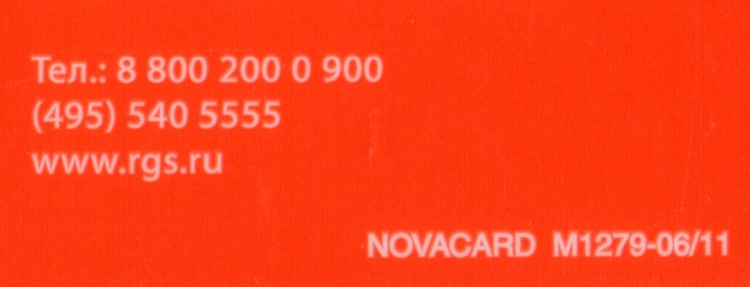 Тел.: 8 800 200 0 900
(495) 540 5555
www.rgs.ru
NOVACARD M1279-06/11